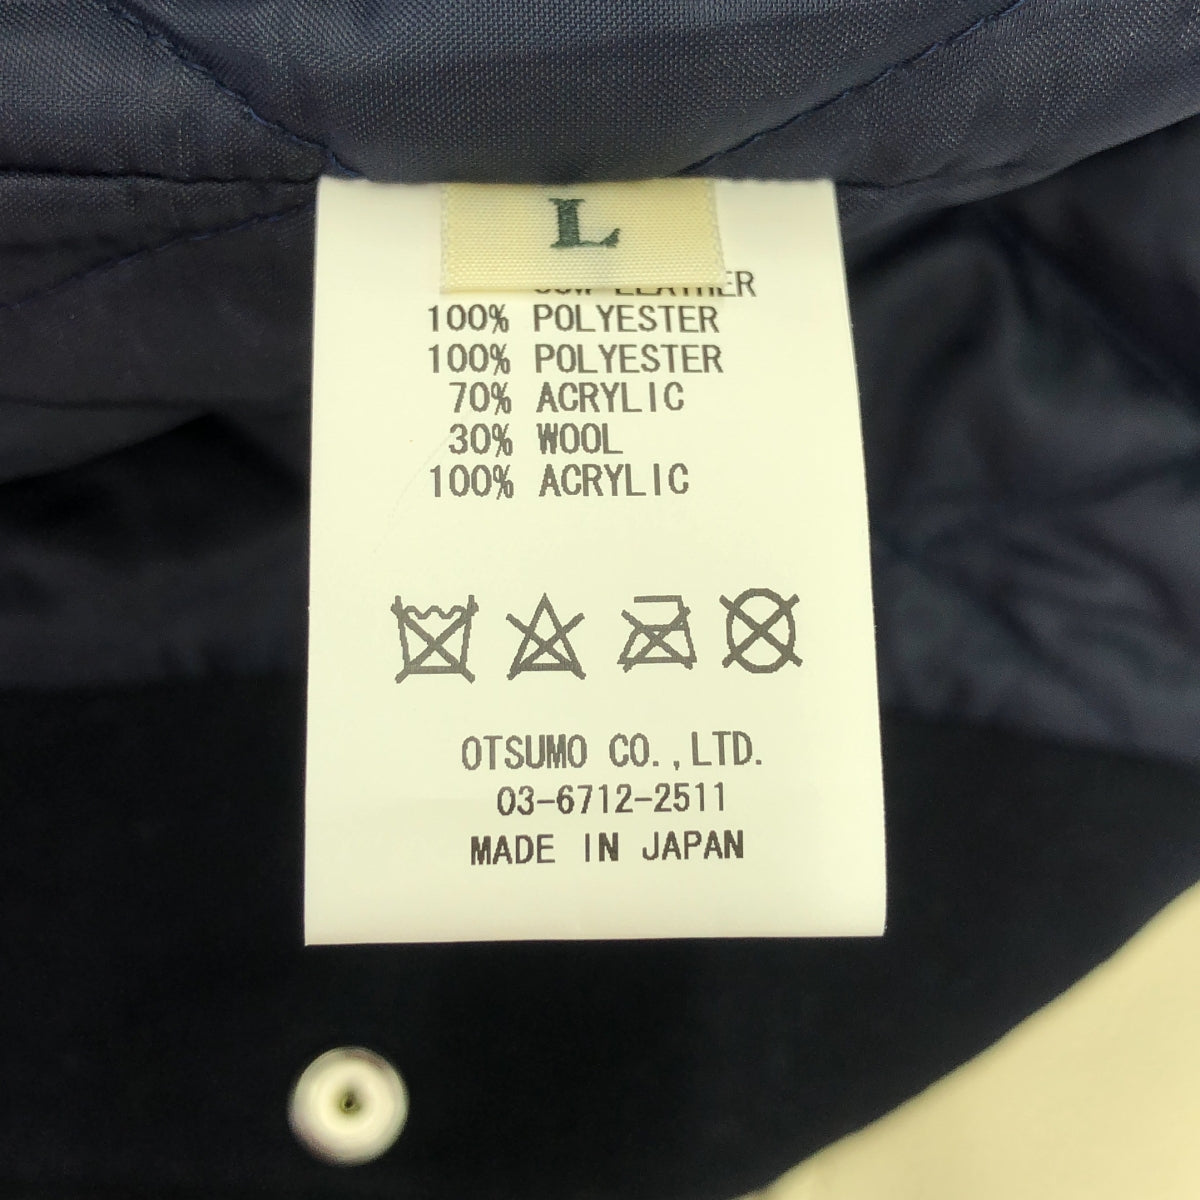 L
LEATHER
100% POLYESTER
100% POLYESTER
70% ACRYLIC
30% WOOL
100% ACRYLIC
OTSUMO CO.,LTD.
03-6712-2511
MADE IN JAPAN